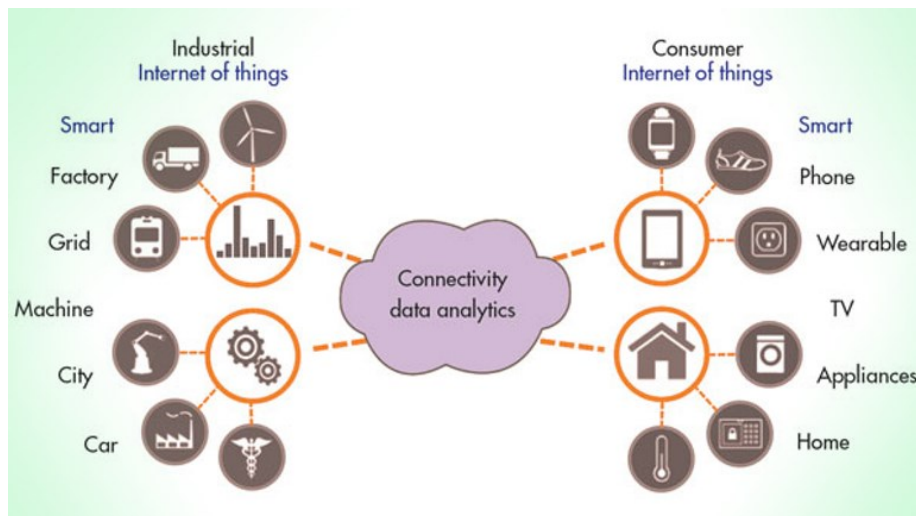 Industrial
Internet of things
Smart
Factory
Grid
Machine
City
Car
Connectivity
data analytics
Consumer
Internet of things
Smart
Phone
Wearable
TV
Appliances
Home